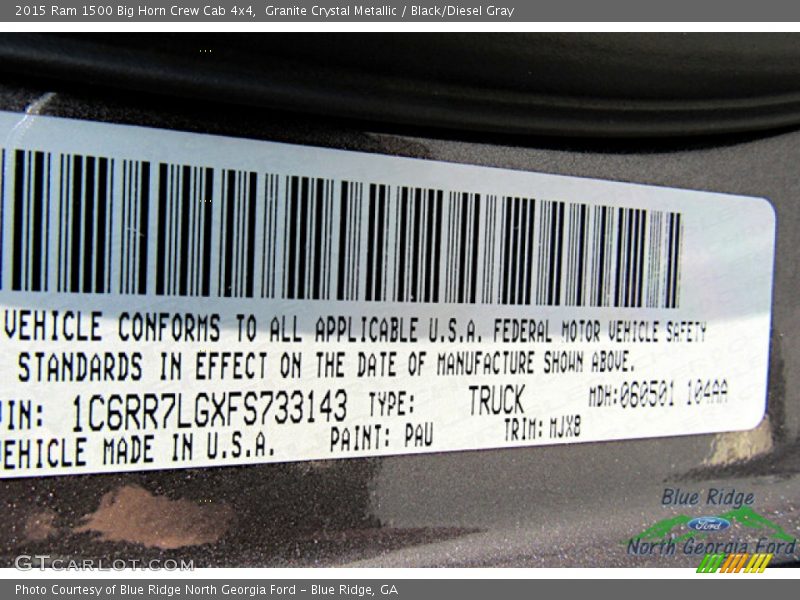 2015 Ram 1500 Big Horn Crew Cab 4x4,  Granite Crystal Metallic / Black/Diesel Gray
VEHICLE CONFORMS TO ALL APPLICABLE U.S.A. FEDERAL MOTOR VEHICLE SAFETY
STANDARDS IN EFFECT ON THE DATE OF MANUFACTURE SHOWN ABOVE.
IN: 1C6RR7LGXFS733143 TYPE: TRUCK MDH:060501 104AA
EHICLE MADE IN U.S.A. PAINT: PAU TRIM: MJX8
Blue Ridge
Ford
North Georgia Ford
GTCARLOT.COM
Photo Courtesy of Blue Ridge North Georgia Ford - Blue Ridge, GA